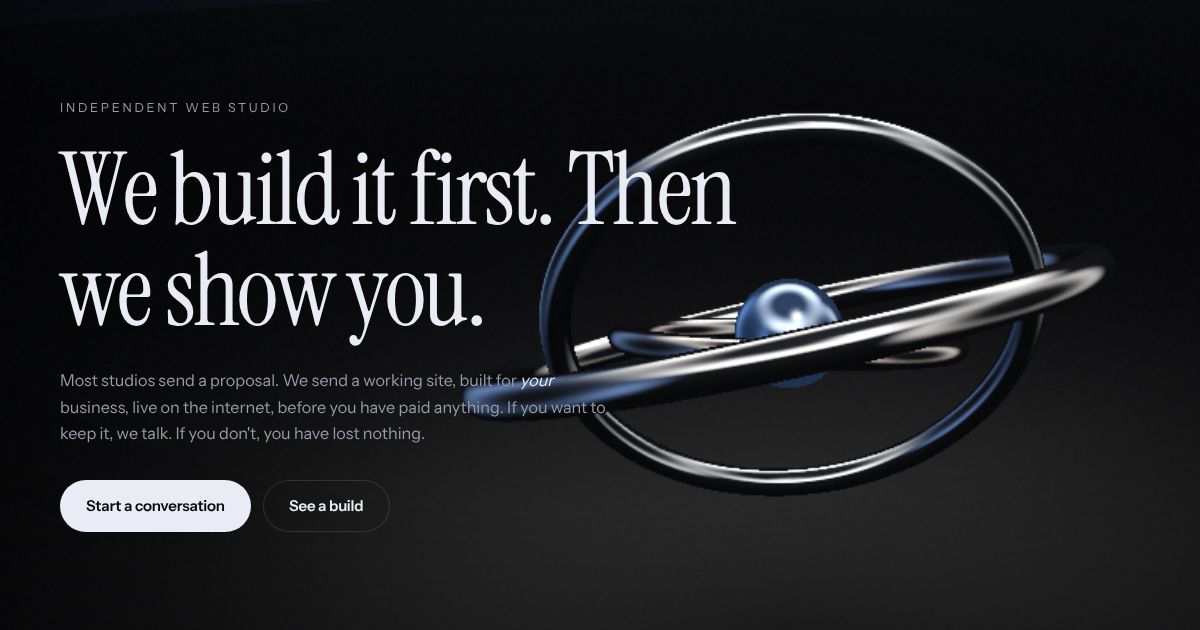 INDEPENDENT WEB STUDIO
We build it first. Then
we show you.
Most studios send a proposal. We send a working site, built for your
business, live on the internet, before you have paid anything. If you want to
keep it, we talk. If you don't, you have lost nothing.
Start a conversation
See a build